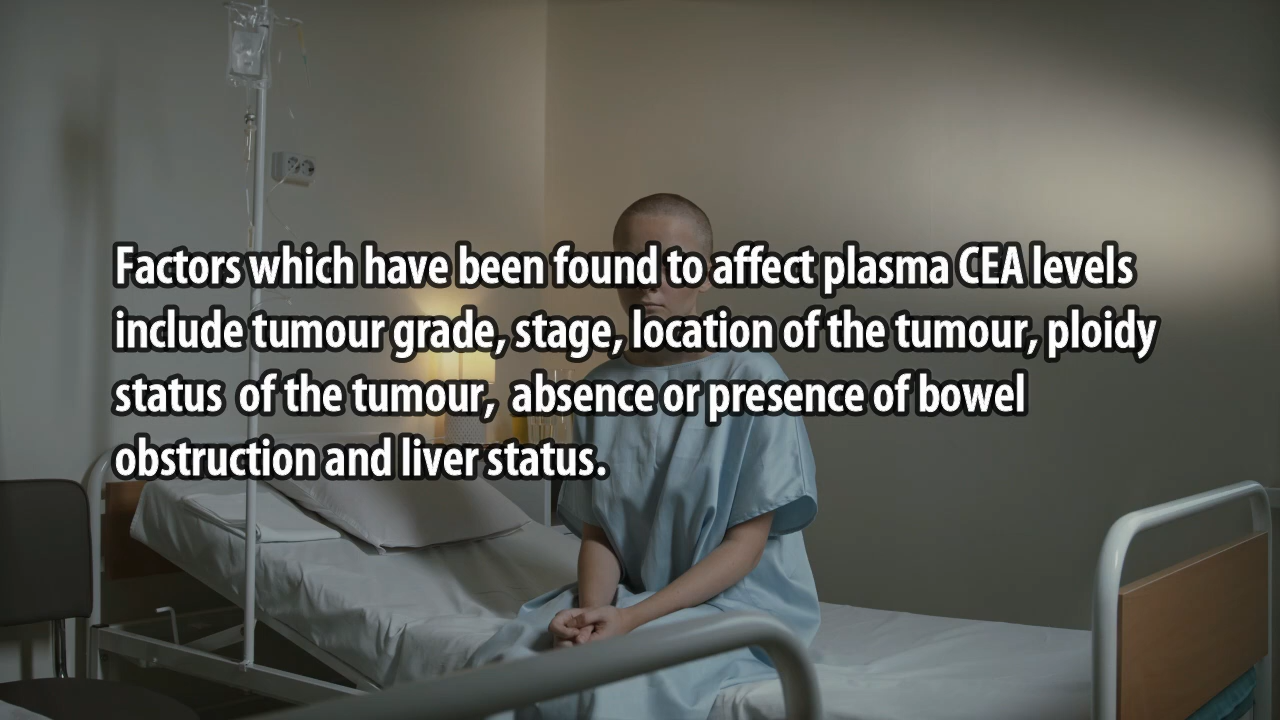 Factors which have been found to affect plasma CEA levels
include tumour grade, stage, location of the tumour, ploidy
status  of the tumour,  absence or presence of bowel
obstruction and liver status.